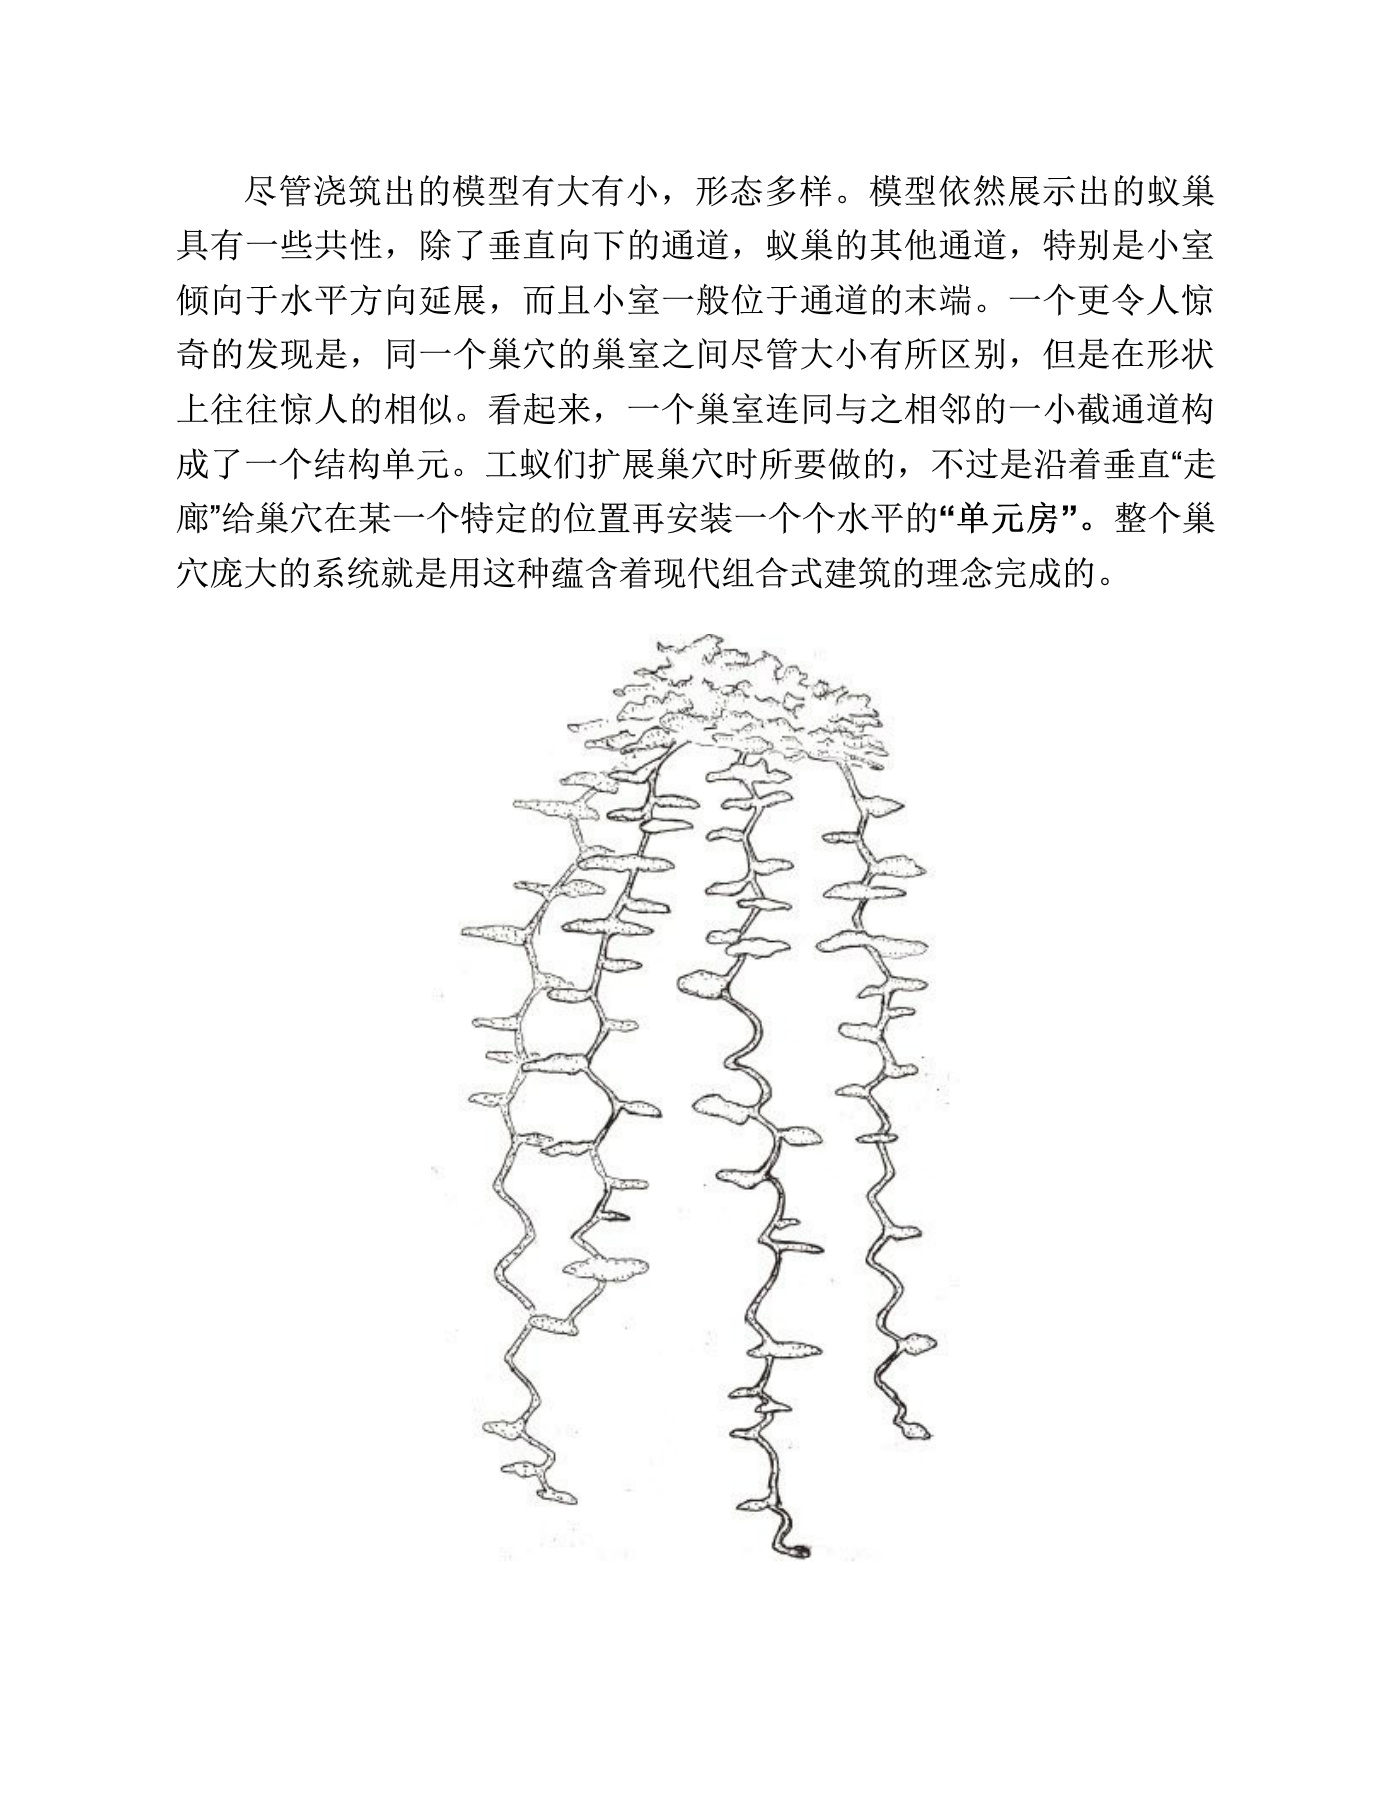 尽管浇筑出的模型有大有小，形态多样。模型依然展示出的蚁巢
具有一些共性，除了垂直向下的通道，蚁巢的其他通道，特别是小室
倾向于水平方向延展，而且小室一般位于通道的末端。一个更令人惊
奇的发现是，同一个巢穴的巢室之间尽管大小有所区别，但是在形状
上往往惊人的相似。看起来，一个巢室连同与之相邻的一小截通道构
成了一个结构单元。工蚁们扩展巢穴时所要做的，不过是沿着垂直“走
廊”给巢穴在某一个特定的位置再安装一个个水平的“单元房”。整个巢
穴庞大的系统就是用这种蕴含着现代组合式建筑的理念完成的。